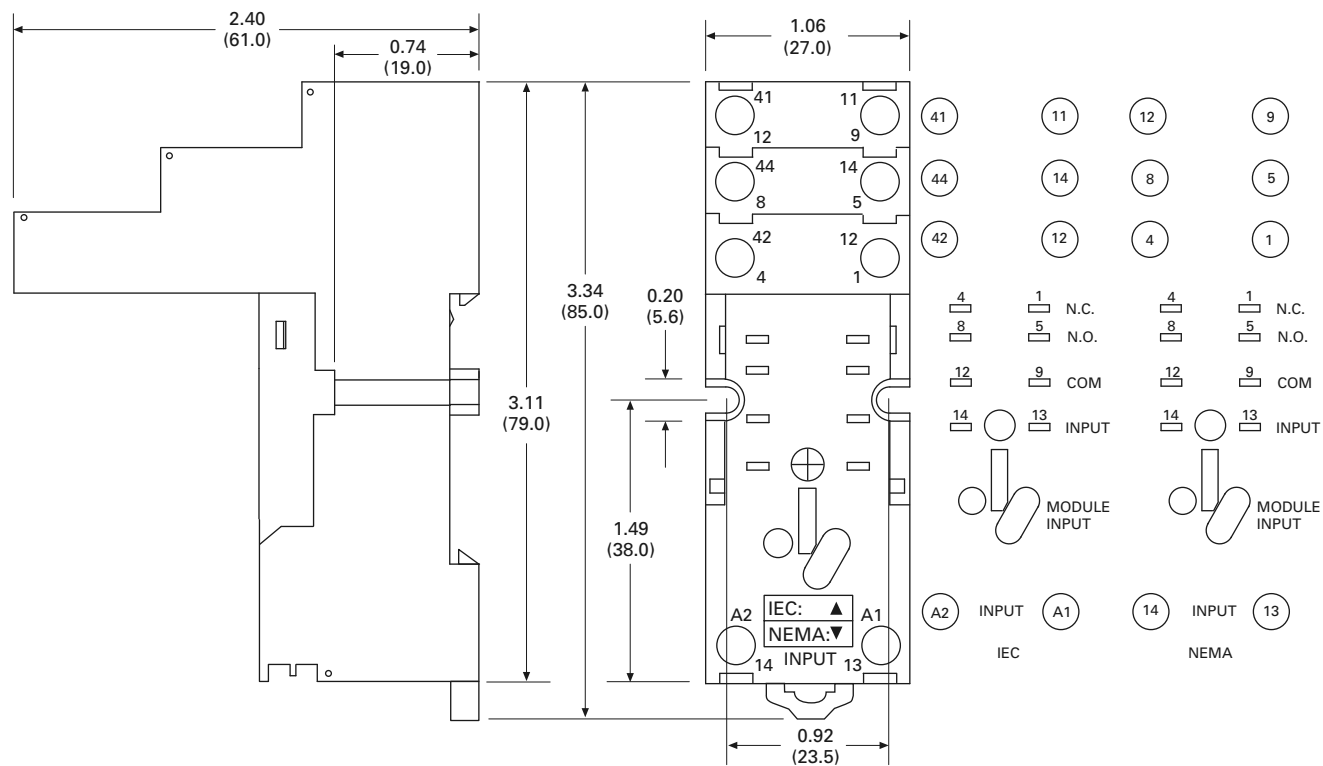 2.40
(61.0)
0.74
(19.0)
1.06
(27.0)
41 11
12 9
44 14
8 5
42 12
4 1
41 11 12 9
44 14 8 5
42 12 4 1
3.34
(85.0)
3.11
(79.0)
0.20
(5.6)
1.49
(38.0)
4 1 N.C. 4 1 N.C.
8 5 N.O. 8 5 N.O.
12 9 COM 12 9 COM
14 13 INPUT 14 13 INPUT
MODULE
INPUT
MODULE
INPUT
A2 IEC: ▲ A1
NEMA:▼
14 INPUT 13
A2 INPUT A1 14 INPUT 13
IEC NEMA
0.92
(23.5)